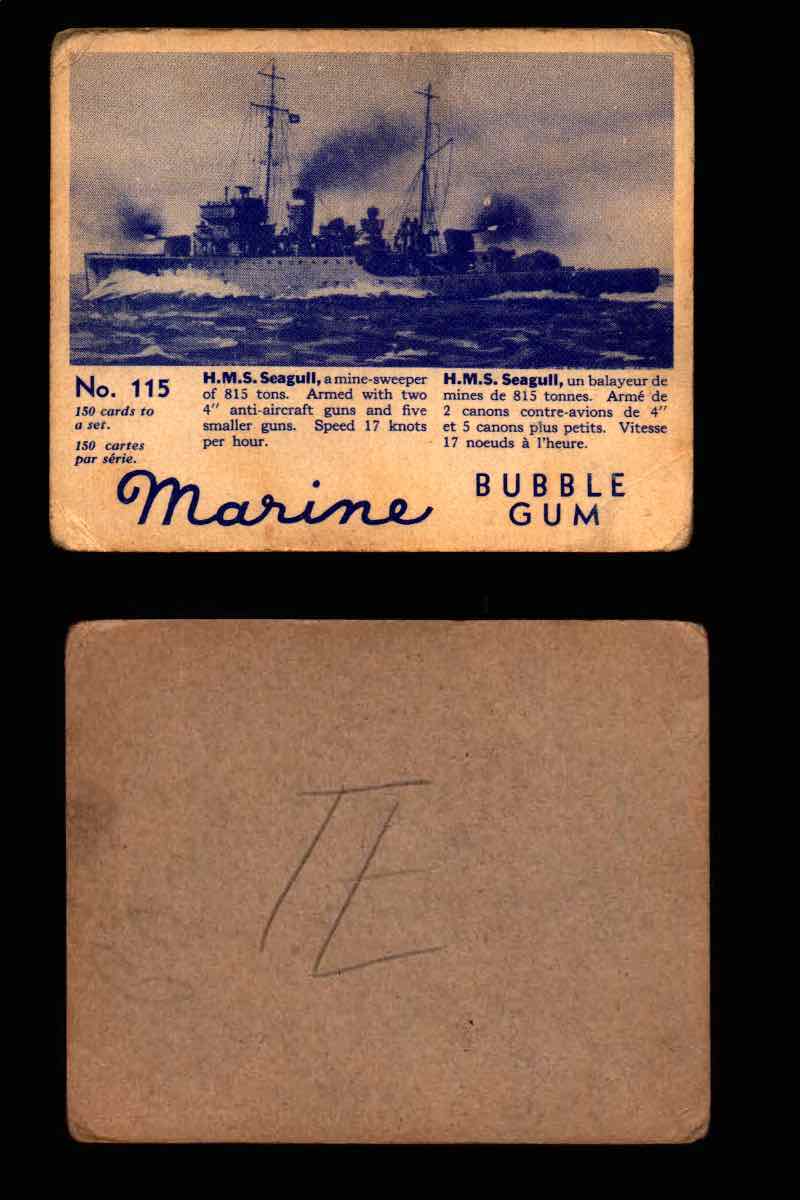 No. 115
150 cards to
a set.
150 cartes
par série.
H.M.S. Seagull, a mine-sweeper
of 815 tons. Armed with two
4″ anti-aircraft guns and five
smaller guns. Speed 17 knots
per hour.
H.M.S. Seagull, un balayeur de
mines de 815 tonnes. Armé de
2 canons contre-avions de 4″
et 5 canons plus petits. Vitesse
17 noeuds à l'heure.
Marine
BUBBLE
GUM
TE